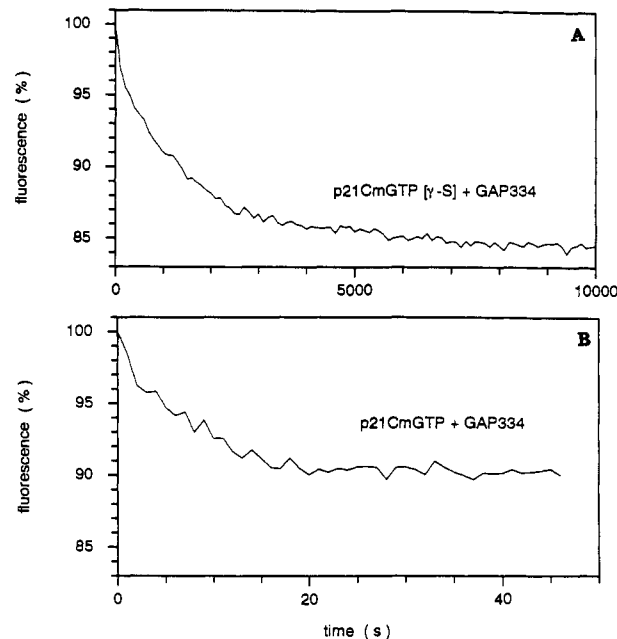 100
A
95
90
85
fluorescence ( % )
p21CmGTP [γ-S] + GAP334
0
5000
10000
100
B
95
90
85
fluorescence ( % )
p21CmGTP + GAP334
0
20
40
time ( s )